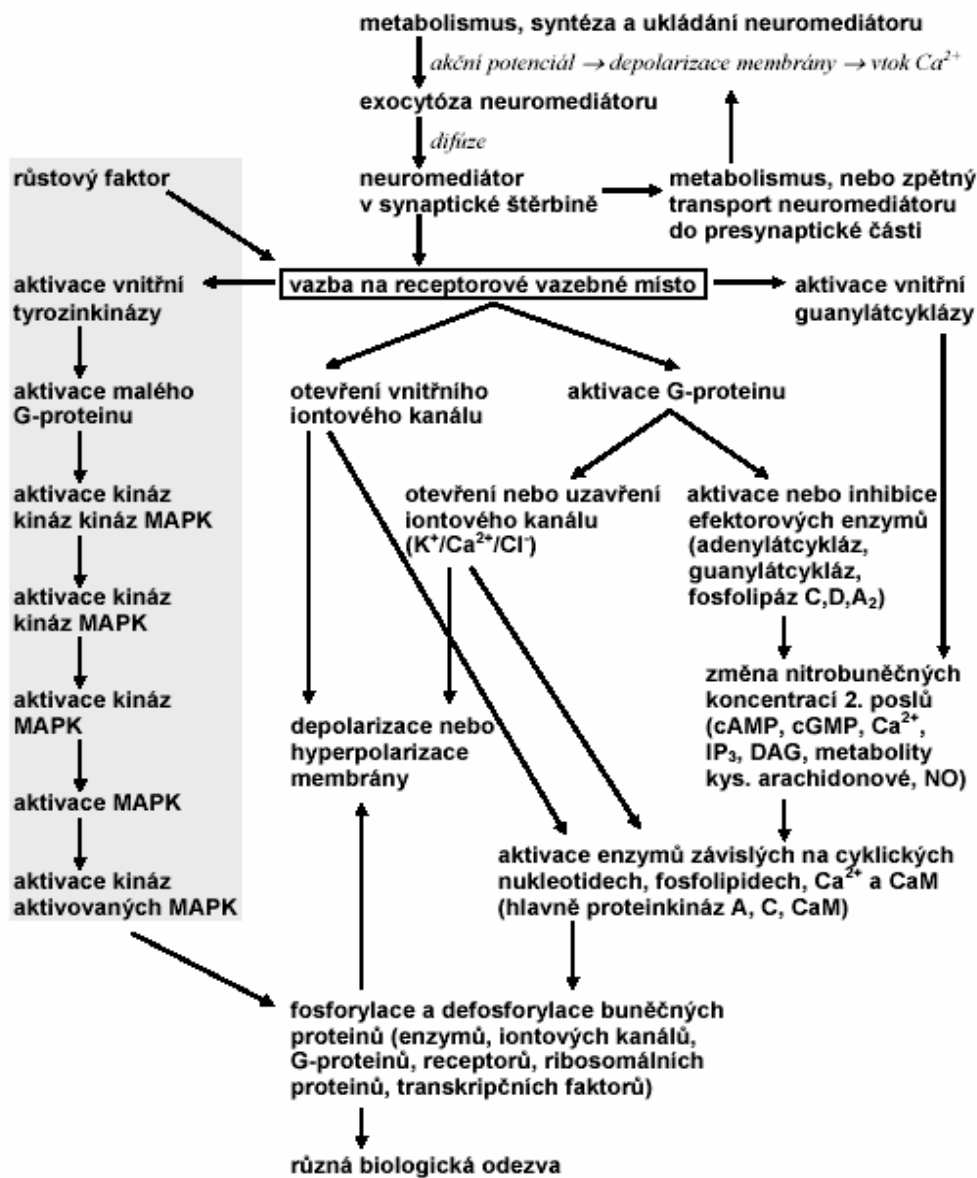 metabolismus, syntéza a ukládání neuromediátoru
akční potenciál → depolarizace membrány → vtok Ca²⁺
exocytóza neuromediátoru
difúze
růstový faktor
neuromediátor
v synaptické štěrbině
metabolismus, nebo zpětný
transport neuromediátoru
do presynaptické části
aktivace vnitřní
tyrozinkinázy
vazba na receptorové vazebné místo
aktivace vnitřní
guanylátcyklázy
aktivace malého
G-proteinu
otevření vnitřního
iontového kanálu
aktivace G-proteinu
aktivace kináz
kináz kináz MAPK
otevření nebo uzavření
iontového kanálu
(K⁺/Ca²⁺/Cl⁻)
aktivace nebo inhibice
efektorových enzymů
(adenylátcykláz,
guanylátcykláz,
fosfolipáz C,D,A₂)
aktivace kináz
kináz MAPK
aktivace kináz
MAPK
depolarizace nebo
hyperpolarizace
membrány
změna nitrobuněčných
koncentrací 2. poslů
(cAMP, cGMP, Ca²⁺,
IP₃, DAG, metabolity
kys. arachidonové, NO)
aktivace MAPK
aktivace kináz
aktivovaných MAPK
aktivace enzymů závislých na cyklických
nukleotidech, fosfolipidech, Ca²⁺ a CaM
(hlavně proteinkináz A, C, CaM)
fosforylace a defosforylace buněčných
proteinů (enzymů, iontových kanálů,
G-proteinů, receptorů, ribosomálních
proteinů, transkripčních faktorů)
různá biologická odezva